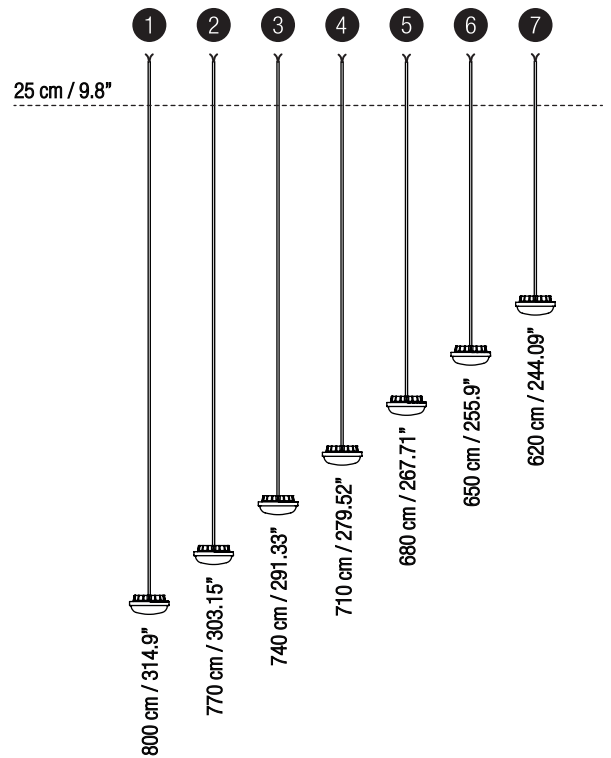 1 2 3 4 5 6 7
25 cm / 9.8”
800 cm / 314.9”
770 cm / 303.15”
740 cm / 291.33”
710 cm / 279.52”
680 cm / 267.71”
650 cm / 255.9”
620 cm / 244.09”